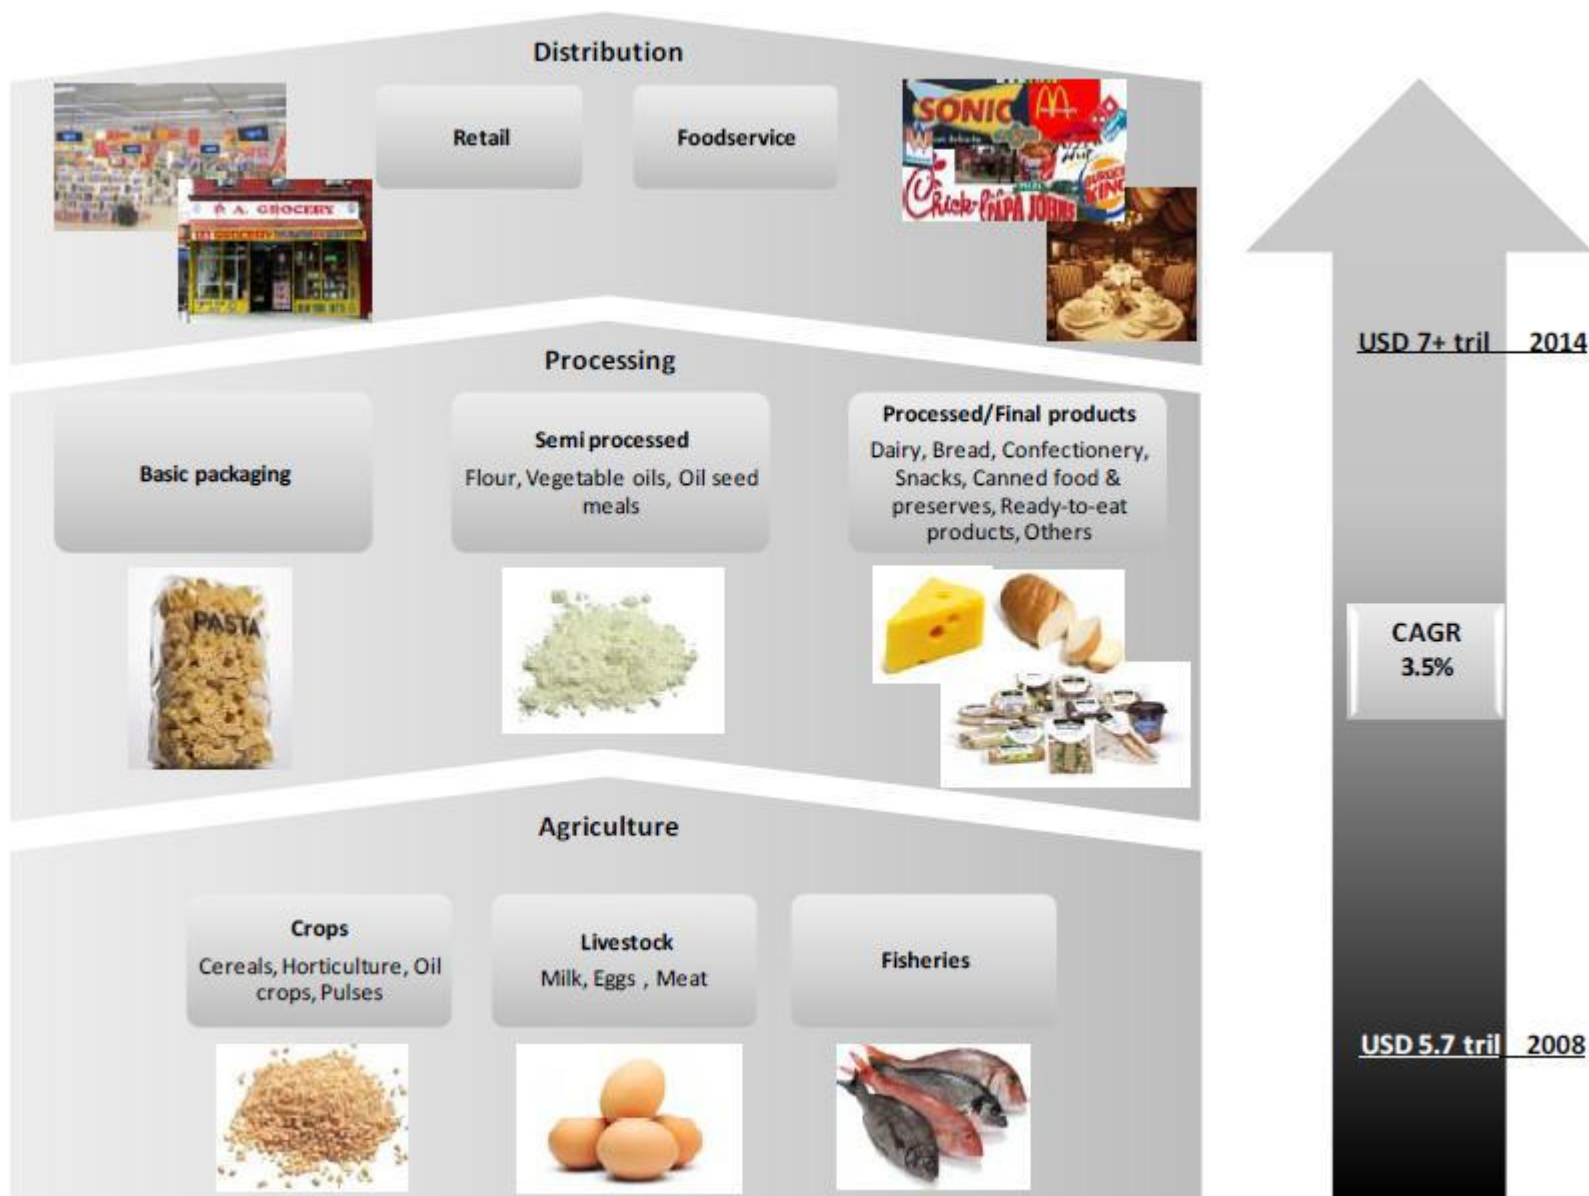 Distribution
Retail
Foodservice
A. GROCERY
GROCERY
SONIC
Chick-fil
PAPA JOHNS
BURGER
KING
Processing
Basic packaging
Semi processed
Flour, Vegetable oils, Oil seed
meals
Processed/Final products
Dairy, Bread, Confectionery,
Snacks, Canned food &
preserves, Ready-to-eat
products, Others
PASTA
Agriculture
Crops
Cereals, Horticulture, Oil
crops, Pulses
Livestock
Milk, Eggs , Meat
Fisheries
USD 7+ tril 2014
CAGR
3.5%
USD 5.7 tril 2008